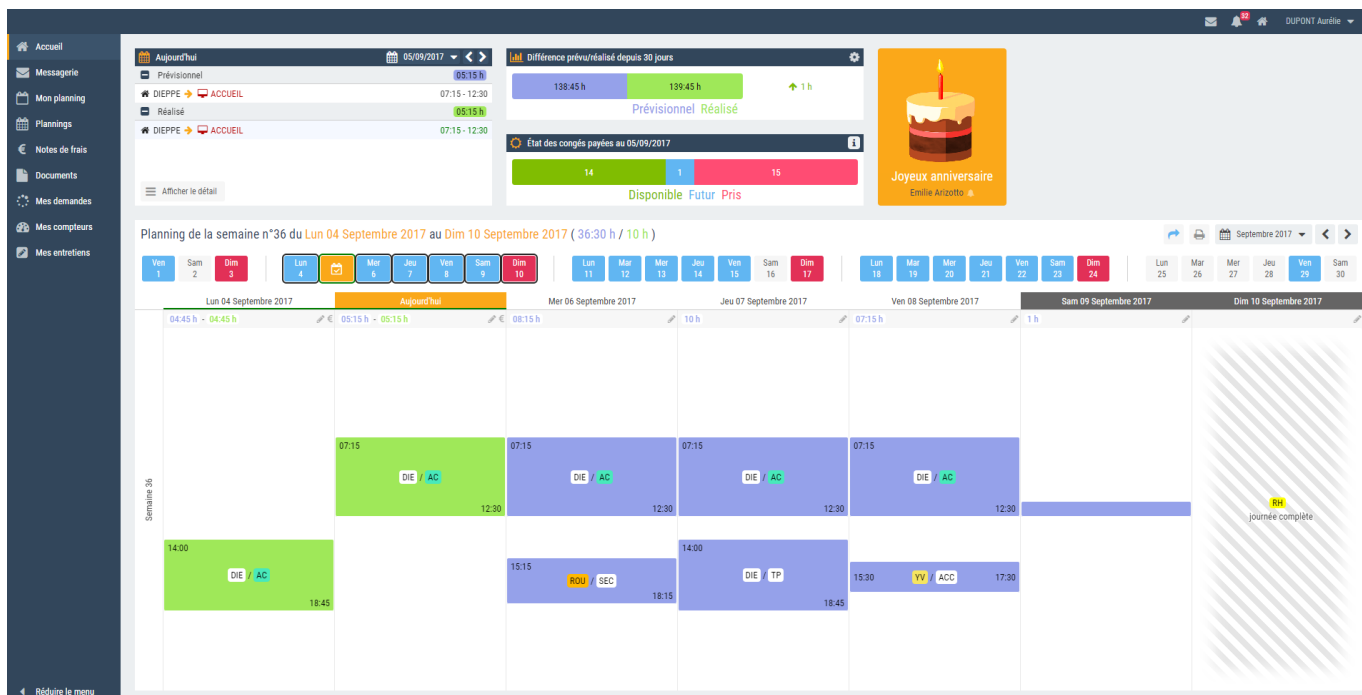 32 DUPONT Aurélie
Accueil
Messagerie
Mon planning
Plannings
Notes de frais
Documents
Mes demandes
Mes compteurs
Mes entretiens
Réduire le menu
Aujourd'hui 05/09/2017
Prévisionnel 05:15 h
DIEPPE ACCUEIL 07:15 - 12:30
Réalisé 05:15 h
DIEPPE ACCUEIL 07:15 - 12:30
Afficher le détail
Différence prévu/réalisé depuis 30 jours
138:45 h 139:45 h 1 h
Prévisionnel Réalisé
État des congés payées au 05/09/2017
14 1 15
Disponible Futur Pris
Joyeux anniversaire
Emilie Arizotto
Planning de la semaine n°36 du Lun 04 Septembre 2017 au Dim 10 Septembre 2017 ( 36:30 h / 10 h )
Septembre 2017
Ven Sam Dim Lun Mer Jeu Ven Sam Dim Lun Mar Mer Jeu Ven Sam Dim Lun Mar Mer Jeu Ven Sam Dim Lun Mar Mer Jeu Ven Sam
1 2 3 4 6 7 8 9 10 11 12 13 14 15 16 17 18 19 20 21 22 23 24 25 26 27 28 29 30
Lun 04 Septembre 2017 Aujourd'hui Mer 06 Septembre 2017 Jeu 07 Septembre 2017 Ven 08 Septembre 2017 Sam 09 Septembre 2017 Dim 10 Septembre 2017
04:45 h - 04:45 h € 05:15 h - 05:15 h € 08:15 h 10 h 07:15 h 1 h
Semaine 36
07:15 07:15 07:15 07:15
DIE / AC DIE / AC DIE / AC DIE / AC
12:30 12:30 12:30 12:30
RH
journée complète
14:00 14:00
DIE / AC DIE / TP
18:45 18:45
15:15
ROU / SEC
18:15
15:30 YV / ACC 17:30